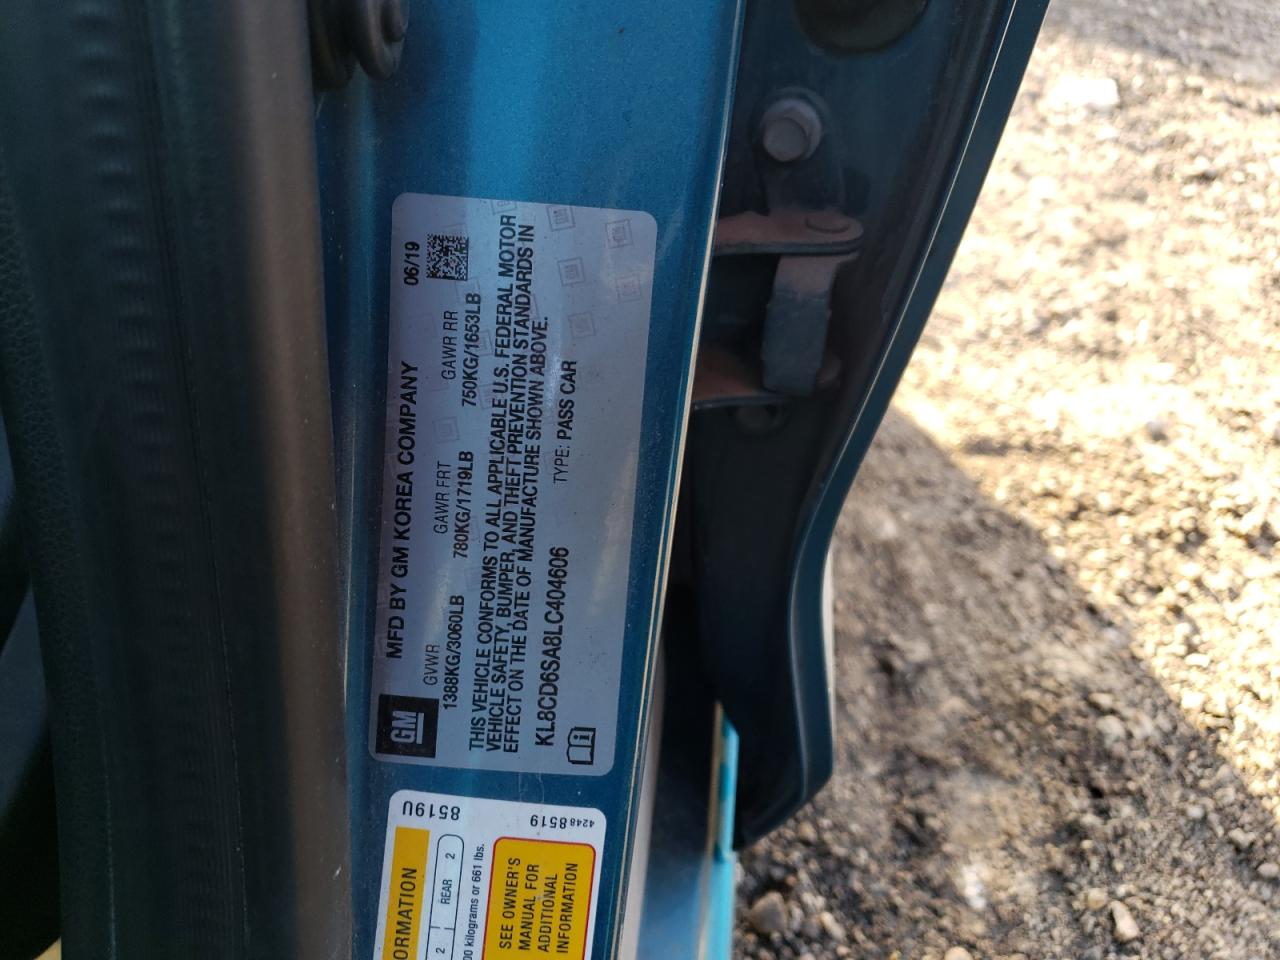 MFD BY GM KOREA COMPANY 06/19
GM
GVWR GAWR FRT GAWR RR
1388KG/3060LB 780KG/1719LB 750KG/1653LB
THIS VEHICLE CONFORMS TO ALL APPLICABLE U.S. FEDERAL MOTOR
VEHICLE SAFETY, BUMPER, AND THEFT PREVENTION STANDARDS IN
EFFECT ON THE DATE OF MANUFACTURE SHOWN ABOVE.
KL8CD6SA8LC404606 TYPE: PASS CAR
8519U
4248 8519
ORMATION
2 REAR 2
00 kilograms or 661 lbs.
SEE OWNER'S
MANUAL FOR
ADDITIONAL
INFORMATION